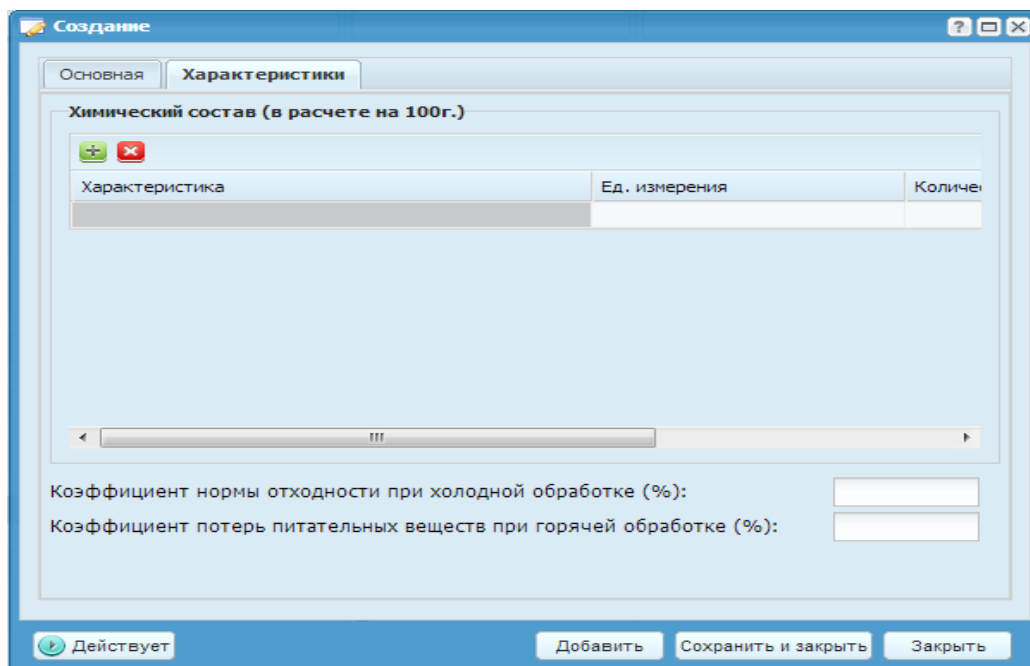 Создание
Основная Характеристики
Химический состав (в расчете на 100г.)
Характеристика Ед. измерения Количе
Коэффициент нормы отходности при холодной обработке (%):
Коэффициент потерь питательных веществ при горячей обработке (%):
Действует Добавить Сохранить и закрыть Закрыть